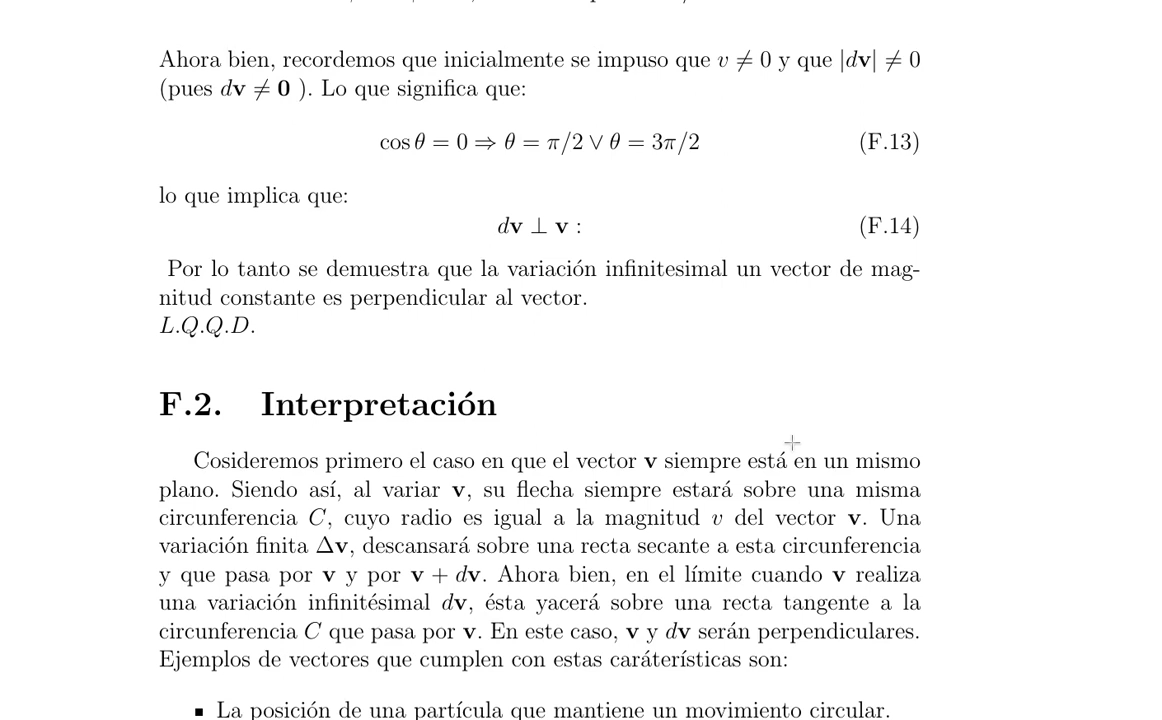 Ahora bien, recordemos que inicialmente se impuso que v ≠ 0 y que |dv| ≠ 0
(pues dv ≠ 0 ). Lo que significa que:
cos θ = 0 ⇒ θ = π/2 ∨ θ = 3π/2 (F.13)
lo que implica que:
dv ⊥ v : (F.14)
Por lo tanto se demuestra que la variación infinitesimal un vector de mag-
nitud constante es perpendicular al vector.
L.Q.Q.D.
F.2. Interpretación
Cosideremos primero el caso en que el vector v siempre está en un mismo
plano. Siendo así, al variar v, su flecha siempre estará sobre una misma
circunferencia C, cuyo radio es igual a la magnitud v del vector v. Una
variación finita Δv, descansará sobre una recta secante a esta circunferencia
y que pasa por v y por v + dv. Ahora bien, en el límite cuando v realiza
una variación infinitésimal dv, ésta yacerá sobre una recta tangente a la
circunferencia C que pasa por v. En este caso, v y dv serán perpendiculares.
Ejemplos de vectores que cumplen con estas caráterísticas son:
▪ La posición de una partícula que mantiene un movimiento circular.